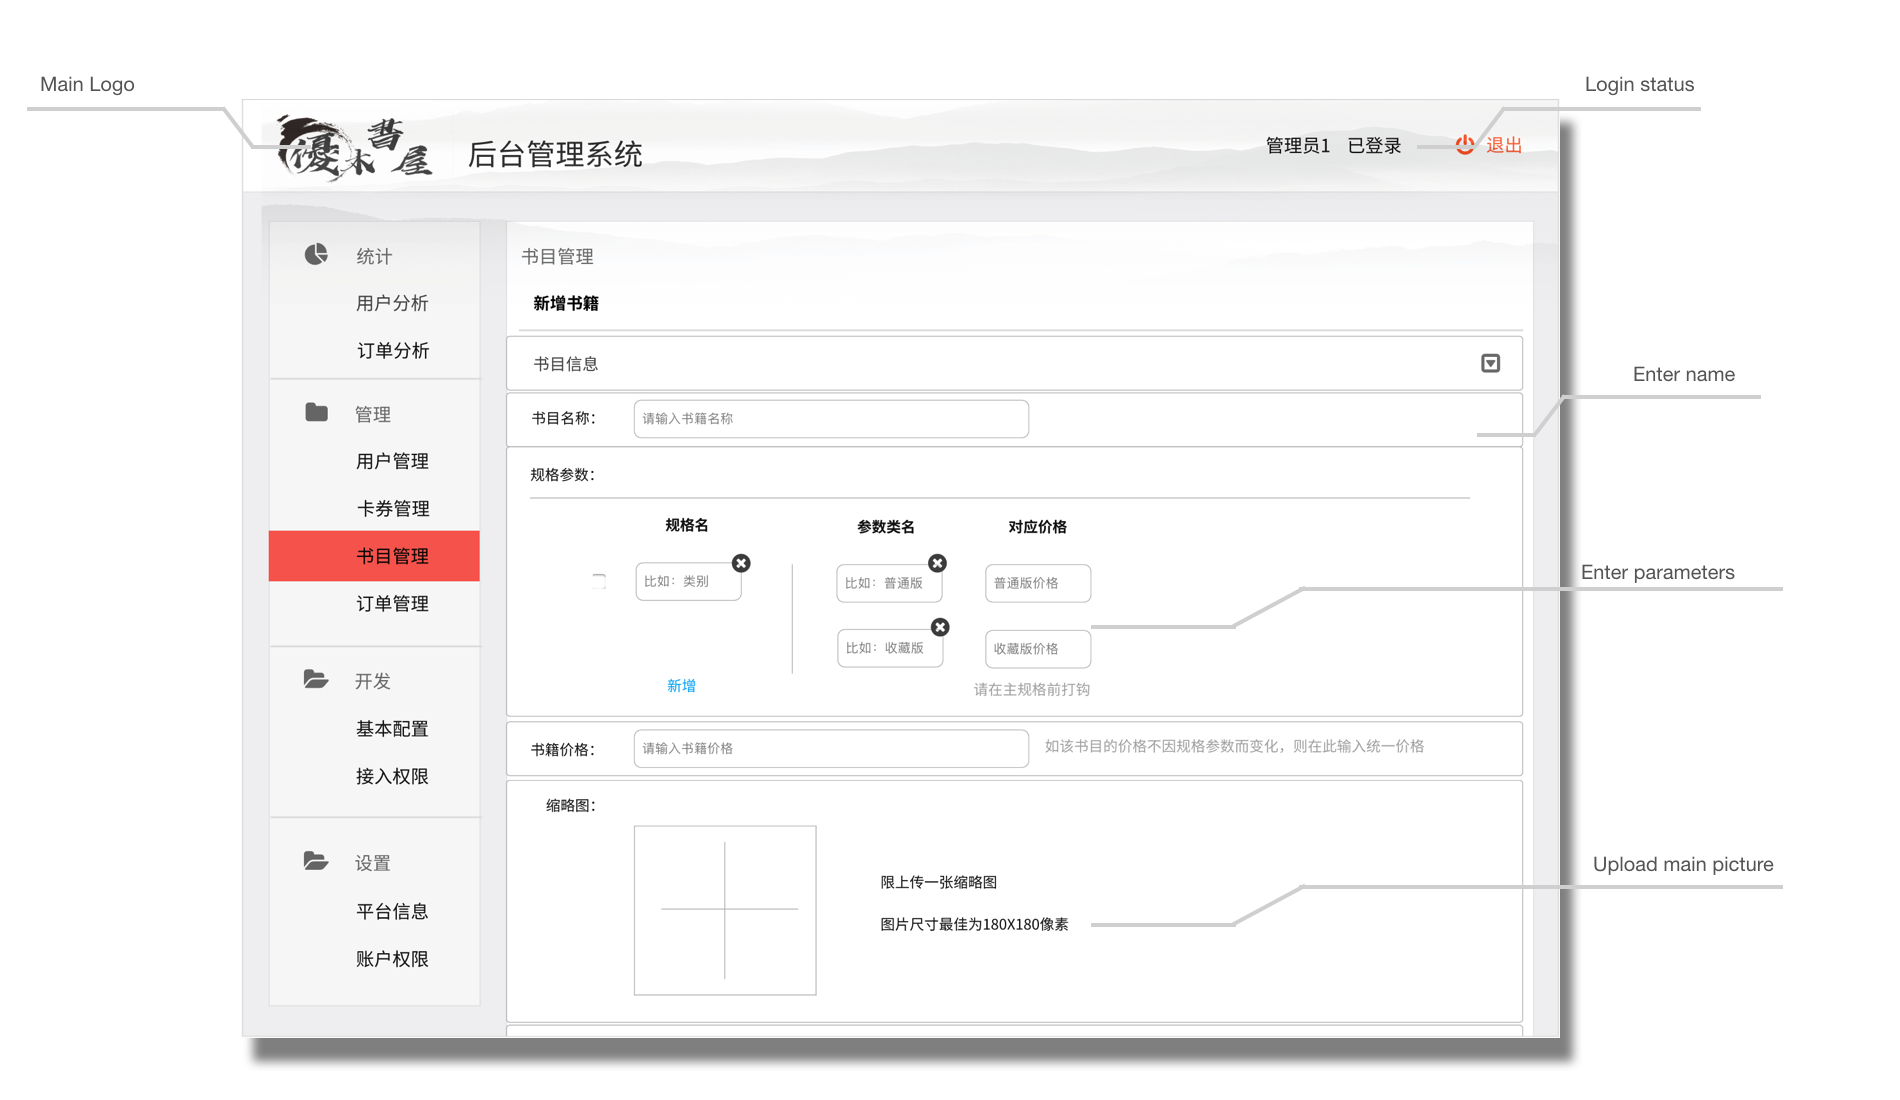 Main Logo
Login status
優木書屋
后台管理系统
管理员1 已登录
退出
统计
用户分析
订单分析
管理
用户管理
卡券管理
书目管理
订单管理
开发
基本配置
接入权限
设置
平台信息
账户权限
书目管理
新增书籍
书目信息
Enter name
书目名称：
请输入书籍名称
规格参数：
规格名
参数类名
对应价格
比如：类别
比如：普通版
普通版价格
Enter parameters
比如：收藏版
收藏版价格
新增
请在主规格前打钩
书籍价格：
请输入书籍价格
如该书目的价格不因规格参数而变化，则在此输入统一价格
缩略图：
限上传一张缩略图
图片尺寸最佳为180X180像素
Upload main picture